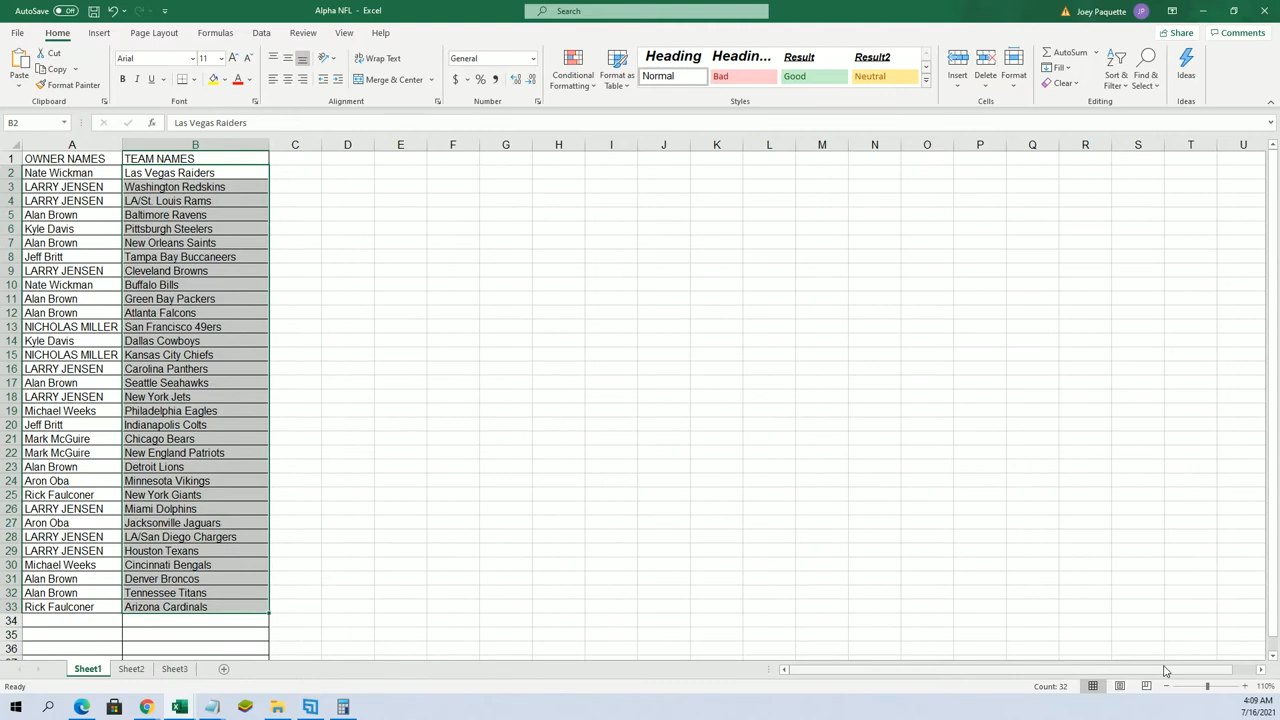 AutoSave Off Alpha NFL - Excel Search Joey Paquette JP
File Home Insert Page Layout Formulas Data Review View Help Share Comments
Paste Cut Copy Format Painter Clipboard
Arial 11 B I U Font
Wrap Text Merge & Center Alignment
General $ % Number
Conditional Formatting Format as Table
Heading Headin... Result Result2
Normal Bad Good Neutral Styles
Insert Delete Format Cells
AutoSum Fill Clear Sort & Filter Find & Select Editing
Ideas Ideas
B2 fx Las Vegas Raiders
A B C D E F G H I J K L M N O P Q R S T U
1 OWNER NAMES TEAM NAMES
2 Nate Wickman Las Vegas Raiders
3 LARRY JENSEN Washington Redskins
4 LARRY JENSEN LA/St. Louis Rams
5 Alan Brown Baltimore Ravens
6 Kyle Davis Pittsburgh Steelers
7 Alan Brown New Orleans Saints
8 Jeff Britt Tampa Bay Buccaneers
9 LARRY JENSEN Cleveland Browns
10 Nate Wickman Buffalo Bills
11 Alan Brown Green Bay Packers
12 Alan Brown Atlanta Falcons
13 NICHOLAS MILLER San Francisco 49ers
14 Kyle Davis Dallas Cowboys
15 NICHOLAS MILLER Kansas City Chiefs
16 LARRY JENSEN Carolina Panthers
17 Alan Brown Seattle Seahawks
18 LARRY JENSEN New York Jets
19 Michael Weeks Philadelphia Eagles
20 Jeff Britt Indianapolis Colts
21 Mark McGuire Chicago Bears
22 Mark McGuire New England Patriots
23 Alan Brown Detroit Lions
24 Aron Oba Minnesota Vikings
25 Rick Faulconer New York Giants
26 LARRY JENSEN Miami Dolphins
27 Aron Oba Jacksonville Jaguars
28 LARRY JENSEN LA/San Diego Chargers
29 LARRY JENSEN Houston Texans
30 Michael Weeks Cincinnati Bengals
31 Alan Brown Denver Broncos
32 Alan Brown Tennessee Titans
33 Rick Faulconer Arizona Cardinals
34
35
36
Sheet1 Sheet2 Sheet3
Ready Count: 32 110%
4:09 AM
7/16/2021